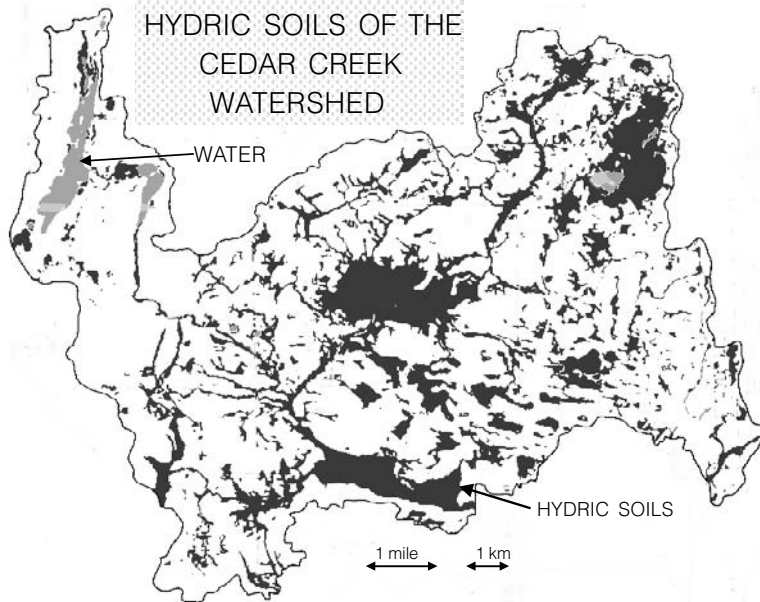 HYDRIC SOILS OF THE
CEDAR CREEK
WATERSHED
WATER
HYDRIC SOILS
1 mile
1 km